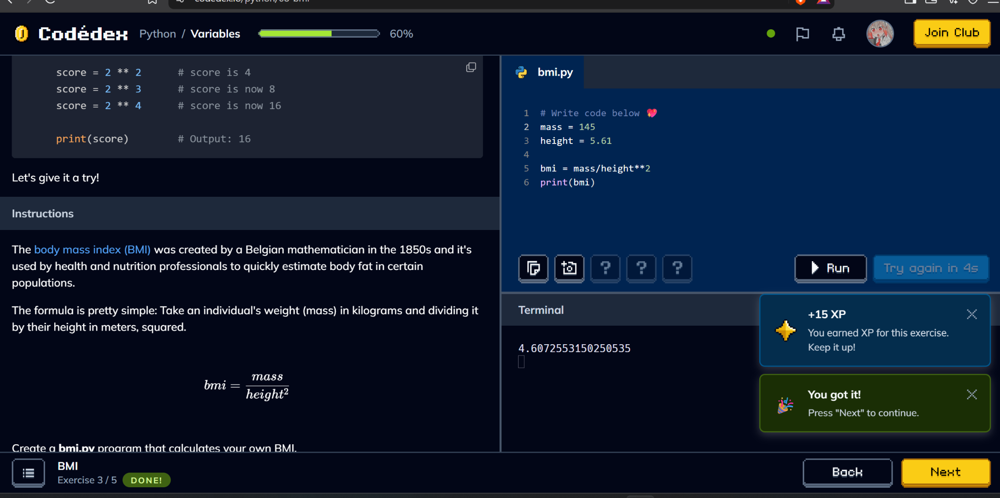 Codédex Python / Variables 60% Join Club
score = 2 ** 2 # score is 4
score = 2 ** 3 # score is now 8
score = 2 ** 4 # score is now 16
print(score) # Output: 16
Let's give it a try!
Instructions
The body mass index (BMI) was created by a Belgian mathematician in the 1850s and it's
used by health and nutrition professionals to quickly estimate body fat in certain
populations.
The formula is pretty simple: Take an individual's weight (mass) in kilograms and dividing it
by their height in meters, squared.
bmi = mass
height²
Create a bmi.py program that calculates your own BMI.
bmi.py
1 # Write code below 💖
2 mass = 145
3 height = 5.61
4
5 bmi = mass/height**2
6 print(bmi)
? ? ? Run Try again in 4s
Terminal
4.6072553150250535
+15 XP
You earned XP for this exercise.
Keep it up!
You got it!
Press "Next" to continue.
BMI
Exercise 3 / 5 DONE!
Back Next